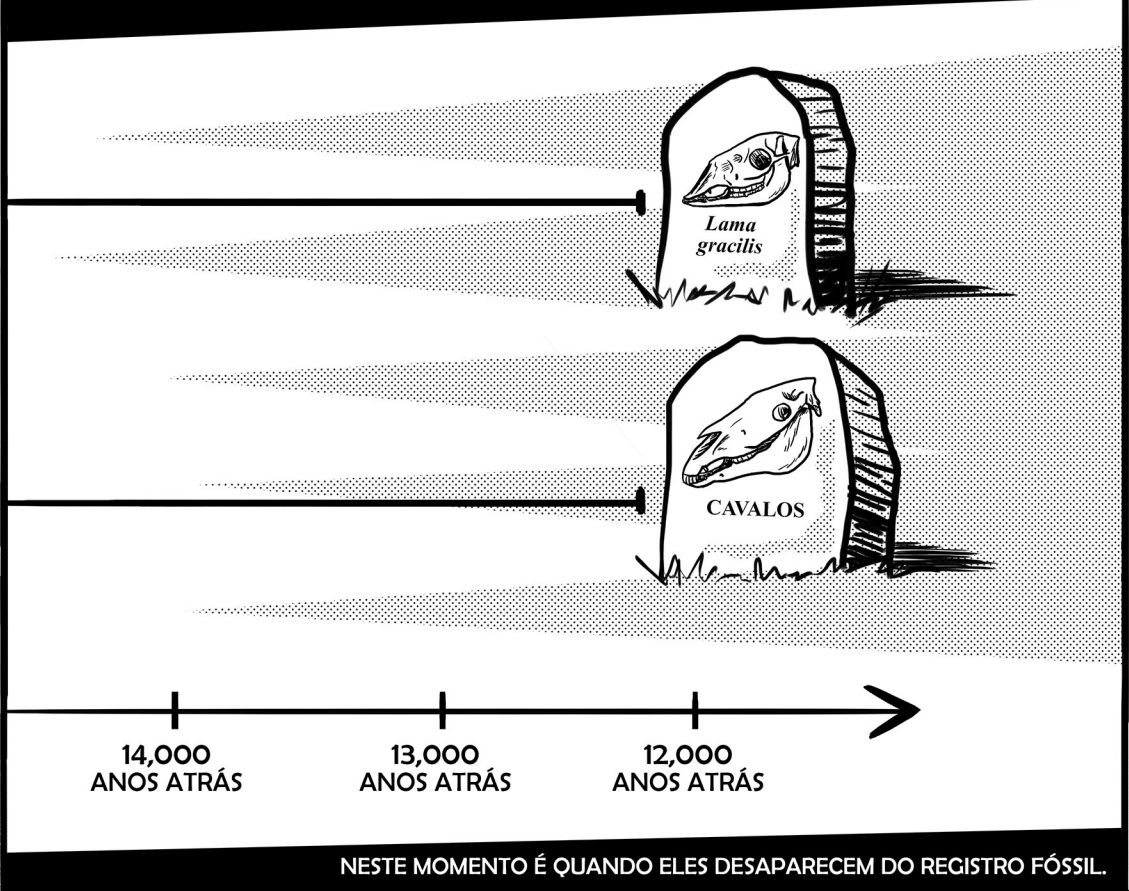 Lama
gracilis
CAVALOS
14,000
ANOS ATRÁS
13,000
ANOS ATRÁS
12,000
ANOS ATRÁS
NESTE MOMENTO É QUANDO ELES DESAPARECEM DO REGISTRO FÓSSIL.